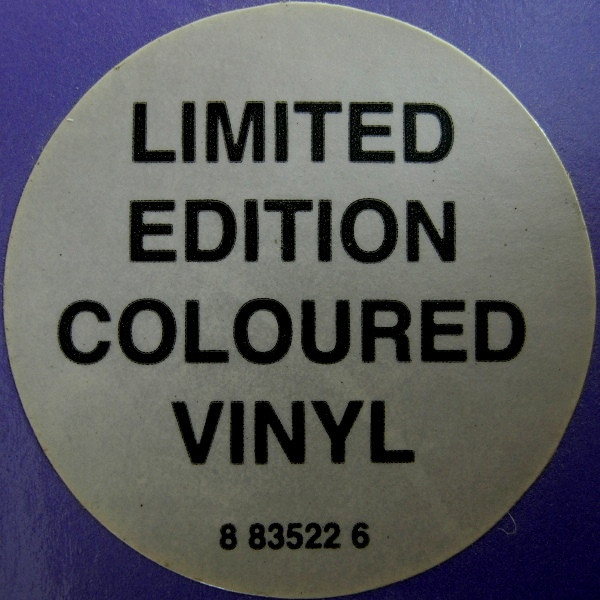 LIMITED
EDITION
COLOURED
VINYL
8 83522 6